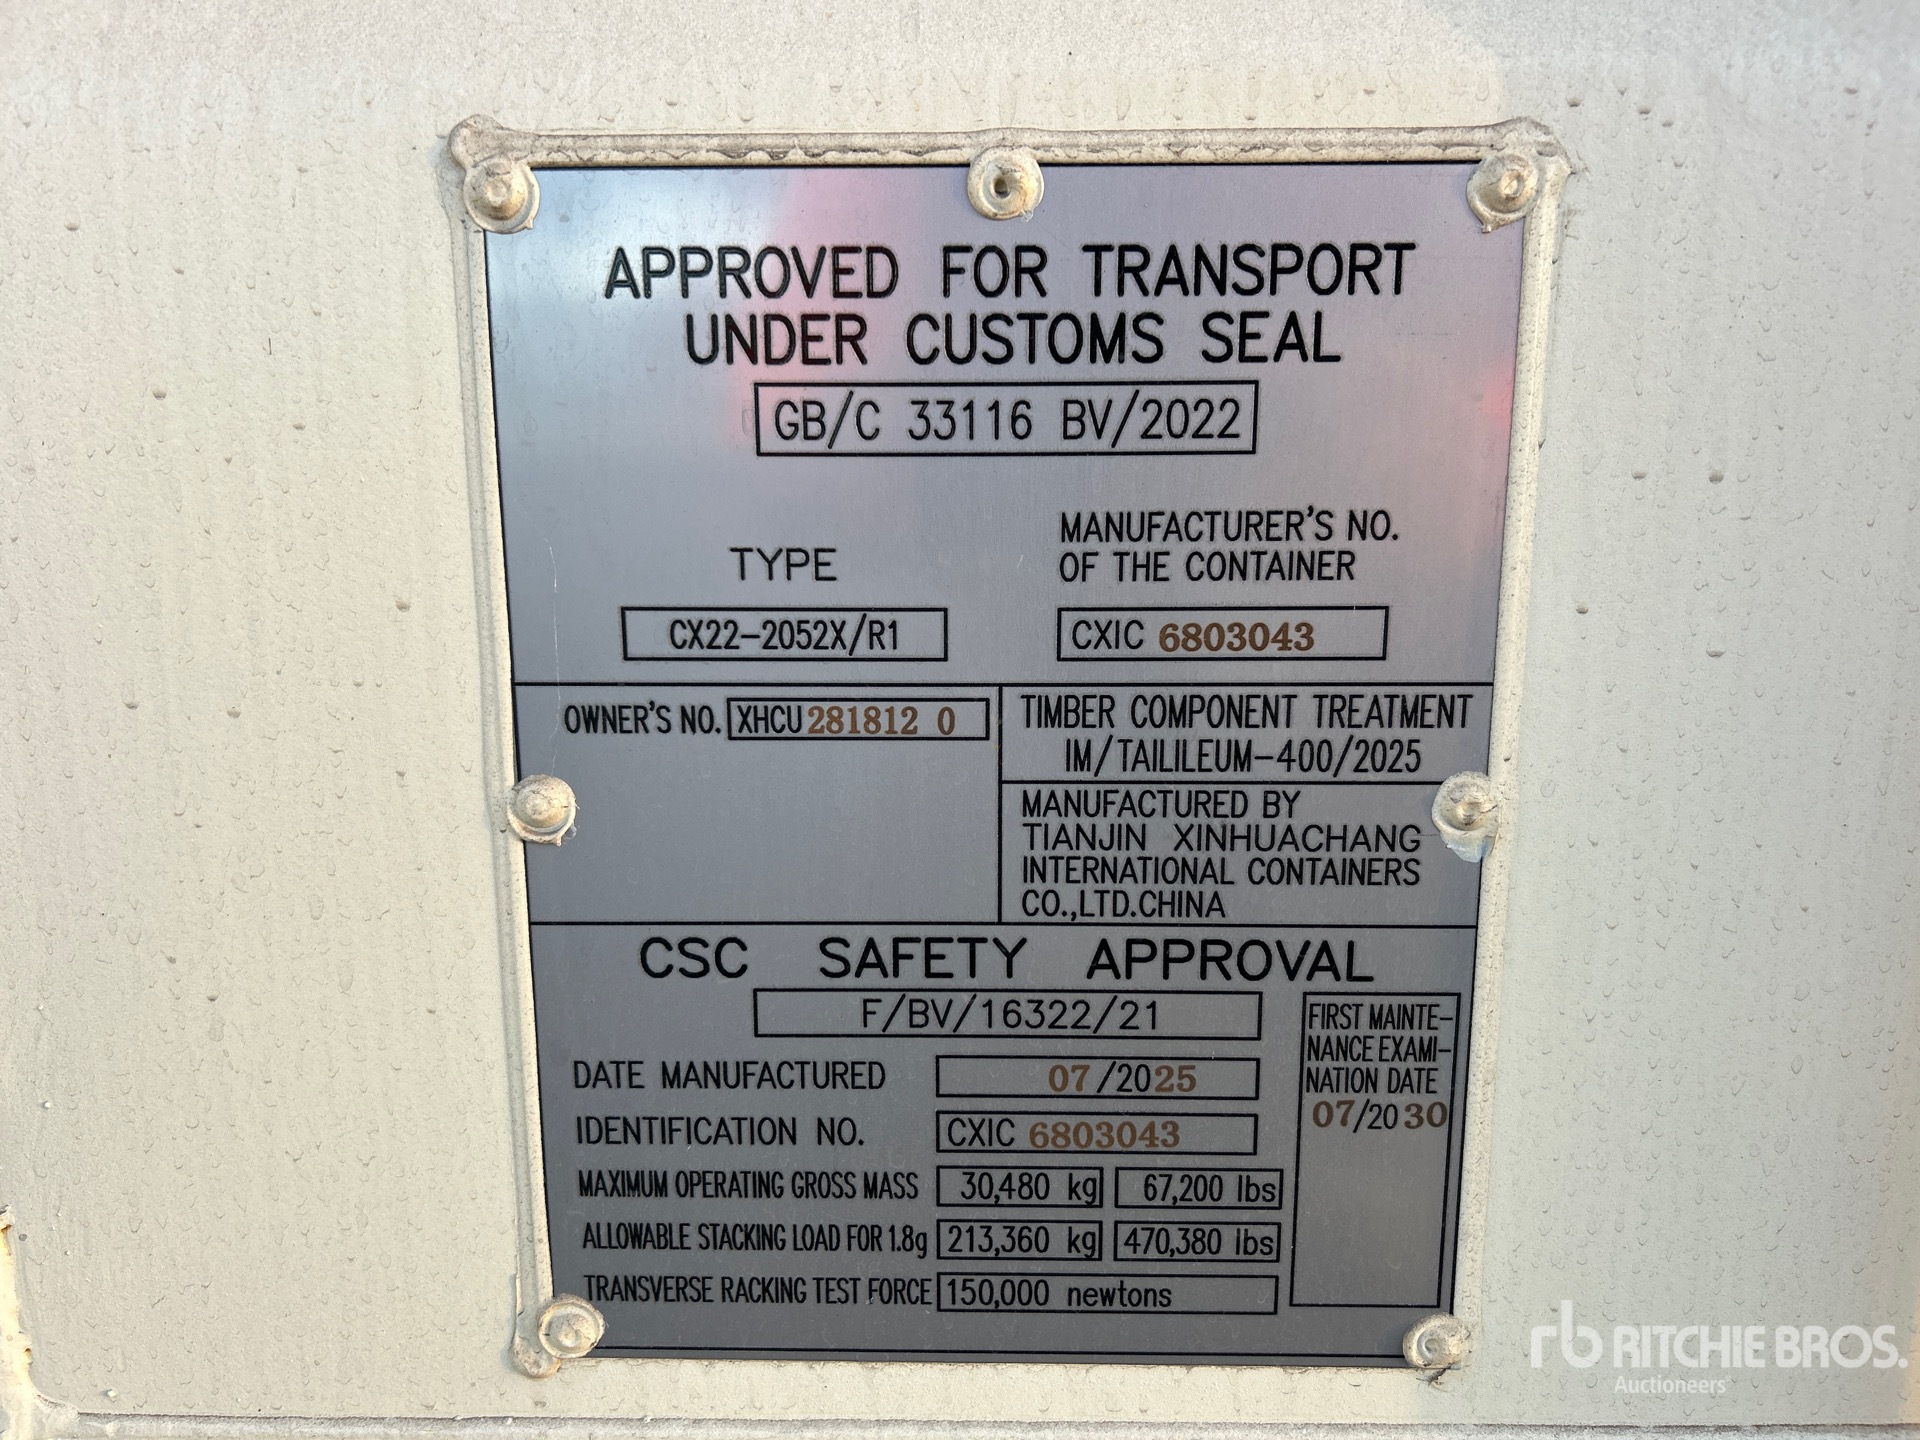 APPROVED FOR TRANSPORT
UNDER CUSTOMS SEAL
GB/C 33116 BV/2022
TYPE
CX22-2052X/R1
MANUFACTURER'S NO.
OF THE CONTAINER
CXIC 6803043
OWNER'S NO. XHCU 281812 0
TIMBER COMPONENT TREATMENT
IM/TAILILEUM-400/2025
MANUFACTURED BY
TIANJIN XINHUACHANG
INTERNATIONAL CONTAINERS
CO.,LTD.CHINA
CSC SAFETY APPROVAL
F/BV/16322/21
DATE MANUFACTURED 07/2025
IDENTIFICATION NO. CXIC 6803043
MAXIMUM OPERATING GROSS MASS 30,480 kg 67,200 lbs
ALLOWABLE STACKING LOAD FOR 1.8g 213,360 kg 470,380 lbs
TRANSVERSE RACKING TEST FORCE 150,000 newtons
FIRST MAINTE-
NANCE EXAMI-
NATION DATE
07/2030
rb RITCHIE BROS.
Auctioneers